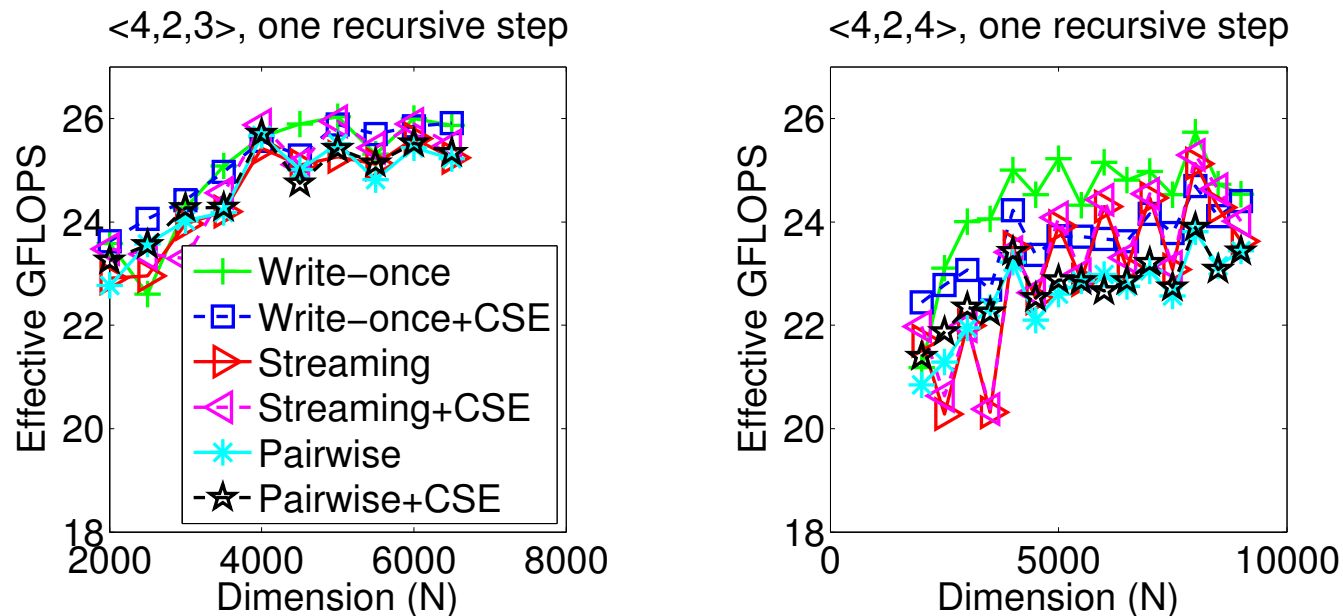 <4,2,3>, one recursive step
Effective GFLOPS
26
24
22
20
18
2000
4000
6000
8000
Dimension (N)
Write-once
Write-once+CSE
Streaming
Streaming+CSE
Pairwise
Pairwise+CSE
<4,2,4>, one recursive step
Effective GFLOPS
26
24
22
20
18
0
5000
10000
Dimension (N)